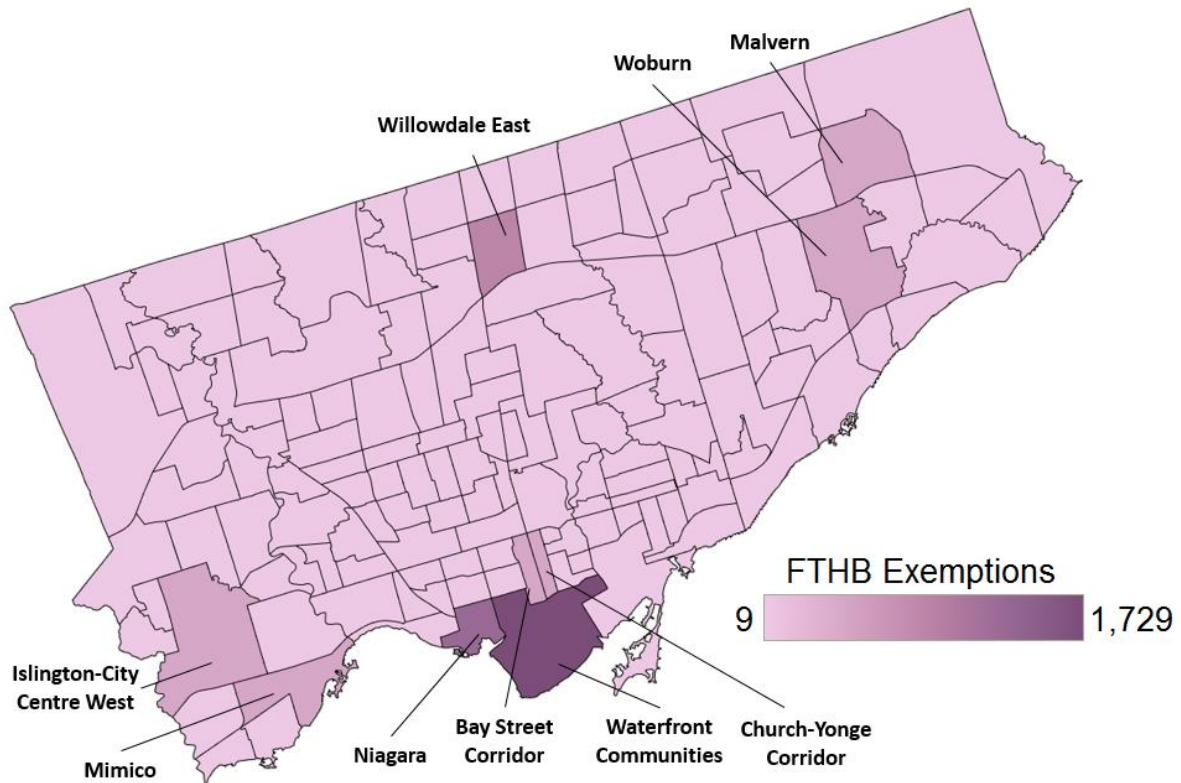 Malvern
Woburn
Willowdale East
FTHB Exemptions
9
1,729
Islington-City
Centre West
Mimico
Niagara
Bay Street
Corridor
Waterfront
Communities
Church-Yonge
Corridor